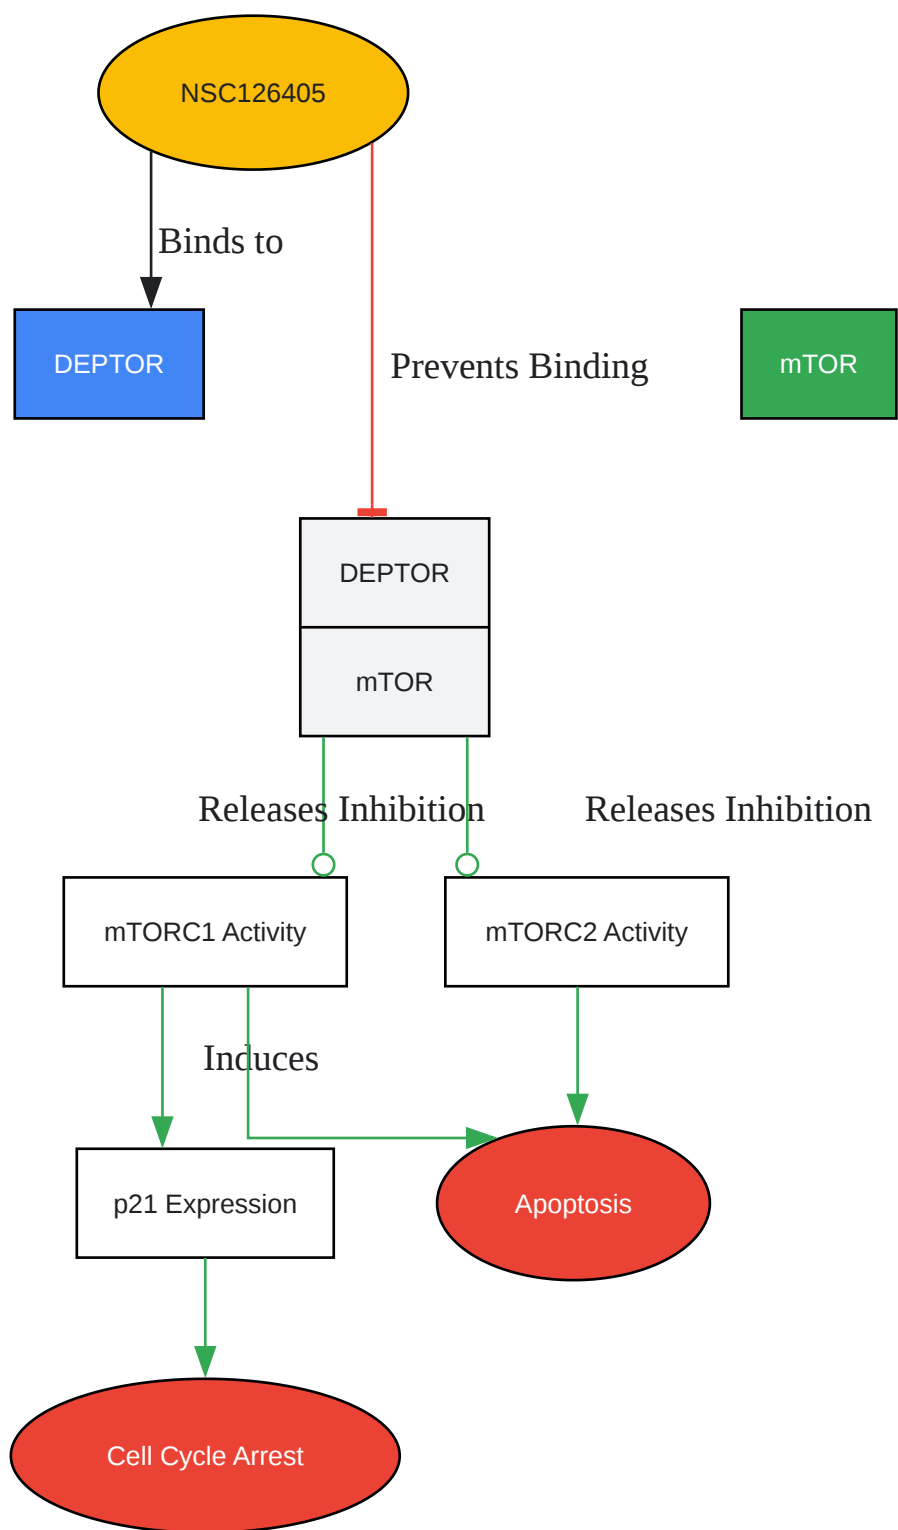 NSC126405
Binds to
DEPTOR
Prevents Binding
mTOR
DEPTOR
mTOR
Releases Inhibition
Releases Inhibition
mTORC1 Activity
mTORC2 Activity
Induces
p21 Expression
Apoptosis
Cell Cycle Arrest